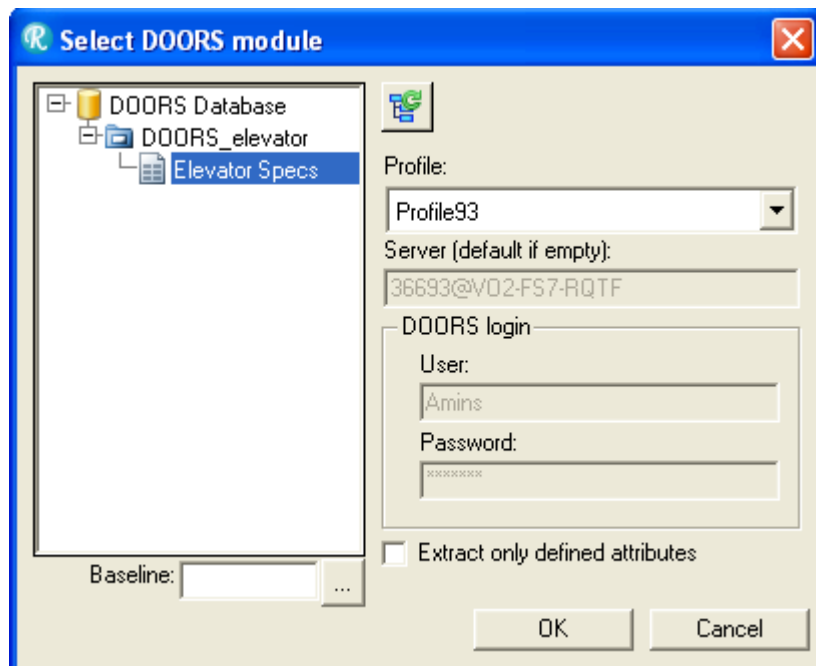 Select DOORS module
DOORS Database
DOORS_elevator
Elevator Specs
Baseline:
...
Profile:
Profile93
Server (default if empty):
36693@VO2-FS7-RQTF
DOORS login
User:
Amins
Password:
*******
Extract only defined attributes
OK
Cancel